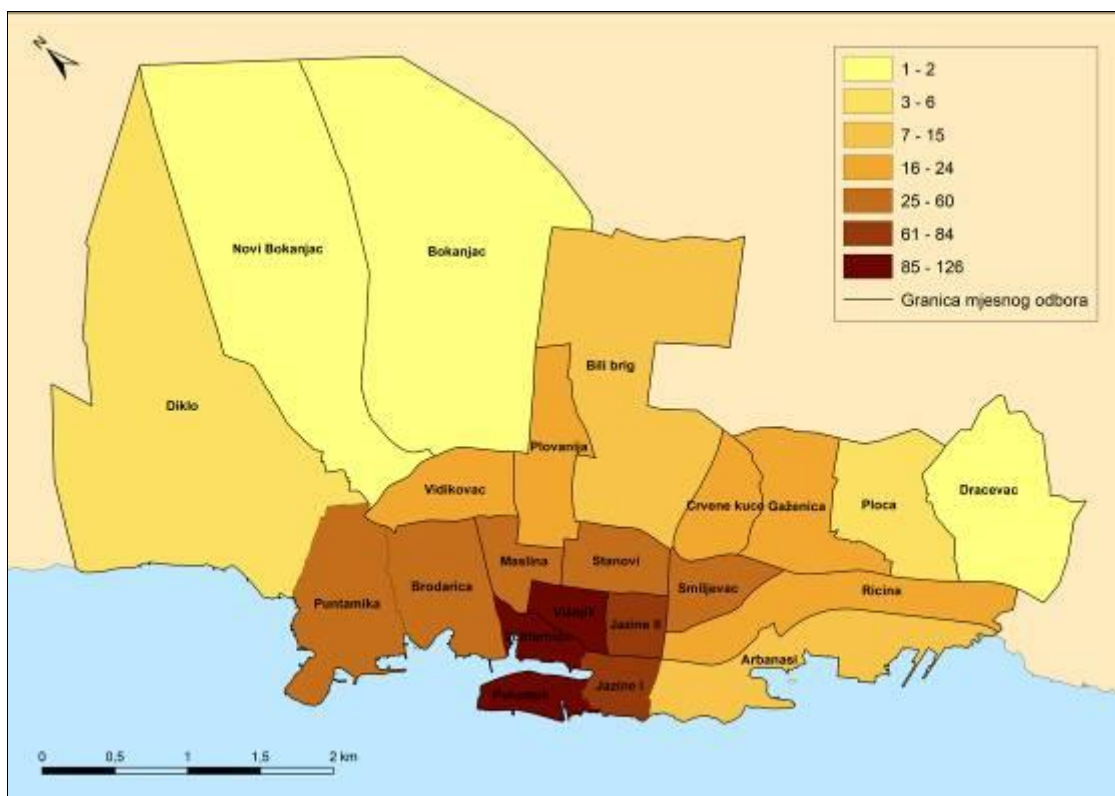 N
1 - 2
3 - 6
7 - 15
16 - 24
25 - 60
61 - 84
85 - 126
Granica mjesnog odbora
Novi Bokanjac
Bokanjac
Bili brig
Diklo
Plovanija
Vidikovac
Crvene kuce
Gaženica
Ploca
Dracevac
Maslina
Stanovi
Puntamika
Brodarica
Smiljevac
Ricina
Višnjik
Jazine II
Arbanasi
Jazine I
Poluotok
0 0,5 1 1,5 2 km